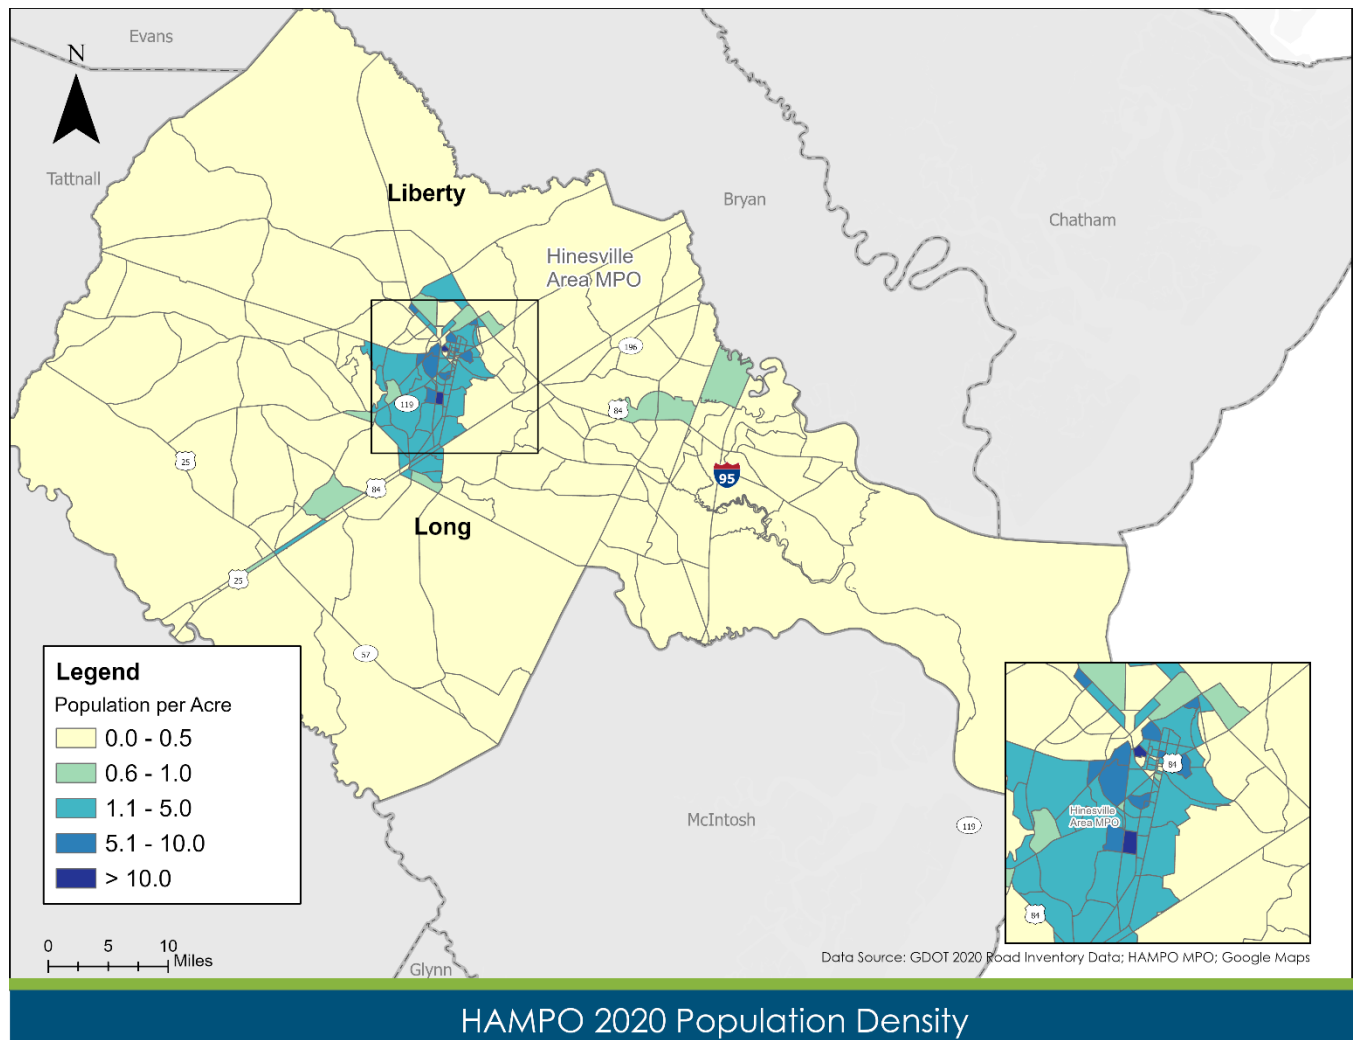 Evans
N
Tattnall
Liberty
Bryan
Chatham
Hinesville
Area MPO
196
119
84
25
84
95
Long
25
57
McIntosh
119
Glynn
Legend
Population per Acre
0.0 - 0.5
0.6 - 1.0
1.1 - 5.0
5.1 - 10.0
> 10.0
0 5 10
Miles
84
Hinesville
Area MPO
84
Data Source: GDOT 2020 Road Inventory Data; HAMPO MPO; Google Maps
HAMPO 2020 Population Density